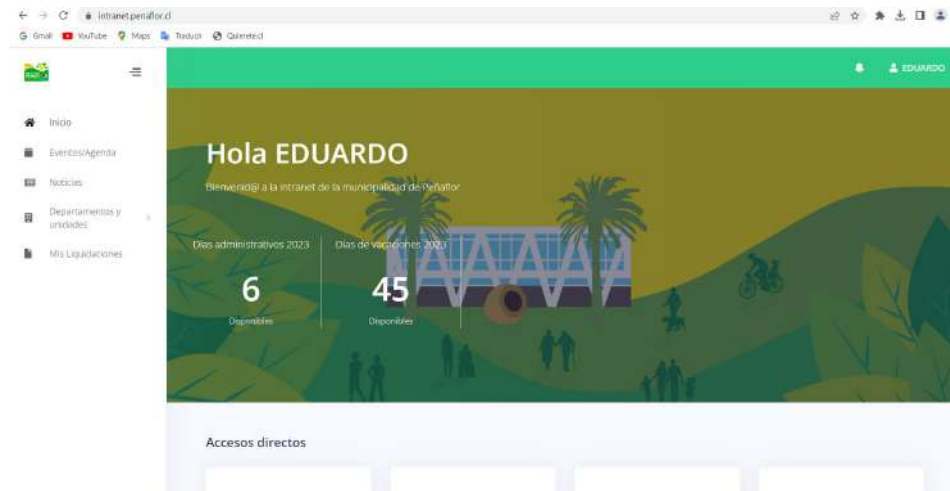 intranet.penaflor.cl
Gmail YouTube Maps Traducir
EDUARDO
Inicio
Eventos/Agenda
Noticias
Departamentos y
unidades
Mis Liquidaciones
Hola EDUARDO
Bienvenid@ a la intranet de la municipalidad de Peñaflor
Días administrativos 2023
6
Disponibles
Días de vacaciones 2023
45
Disponibles
Accesos directos